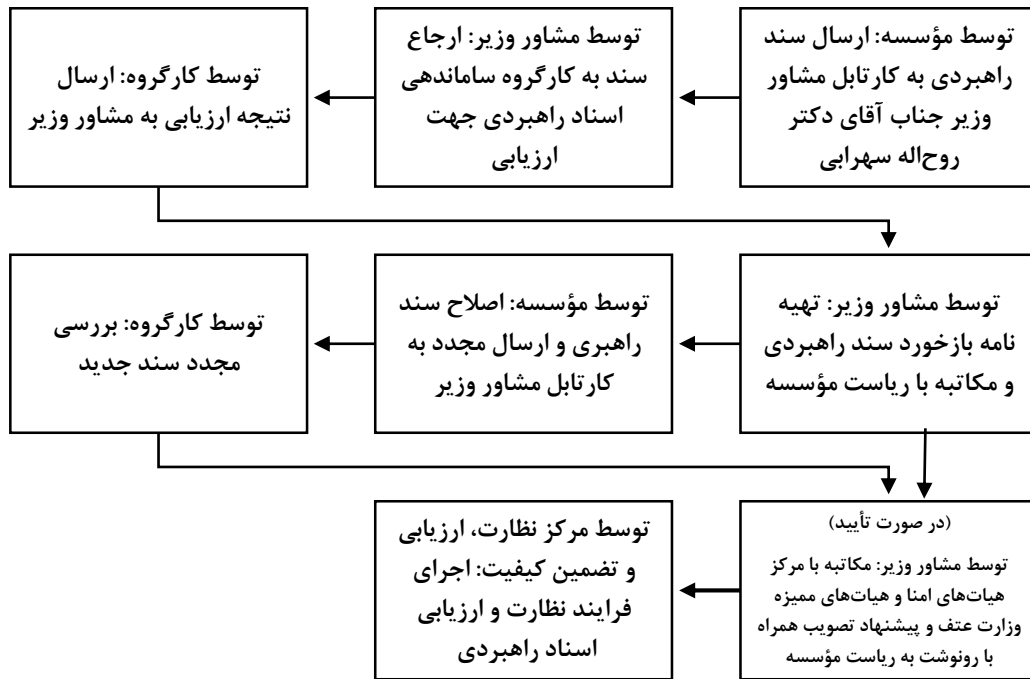 توسط مؤسسه: ارسال سند
راهبردی به کارتابل مشاور
وزیر جناب آقای دکتر
روح‌اله سهرابی
توسط مشاور وزیر: ارجاع
سند به کارگروه ساماندهی
اسناد راهبردی جهت
ارزیابی
توسط کارگروه: ارسال
نتیجه ارزیابی به مشاور وزیر
توسط مشاور وزیر: تهیه
نامه بازخورد سند راهبردی
و مکاتبه با ریاست مؤسسه
توسط مؤسسه: اصلاح سند
راهبری و ارسال مجدد به
کارتابل مشاور وزیر
توسط کارگروه: بررسی
مجدد سند جدید
(در صورت تأیید)
توسط مشاور وزیر: مکاتبه با مرکز
هیات‌های امنا و هیات‌های ممیزه
وزارت عتف و پیشنهاد تصویب همراه
با رونوشت به ریاست مؤسسه
توسط مرکز نظارت، ارزیابی
و تضمین کیفیت: اجرای
فرایند نظارت و ارزیابی
اسناد راهبردی